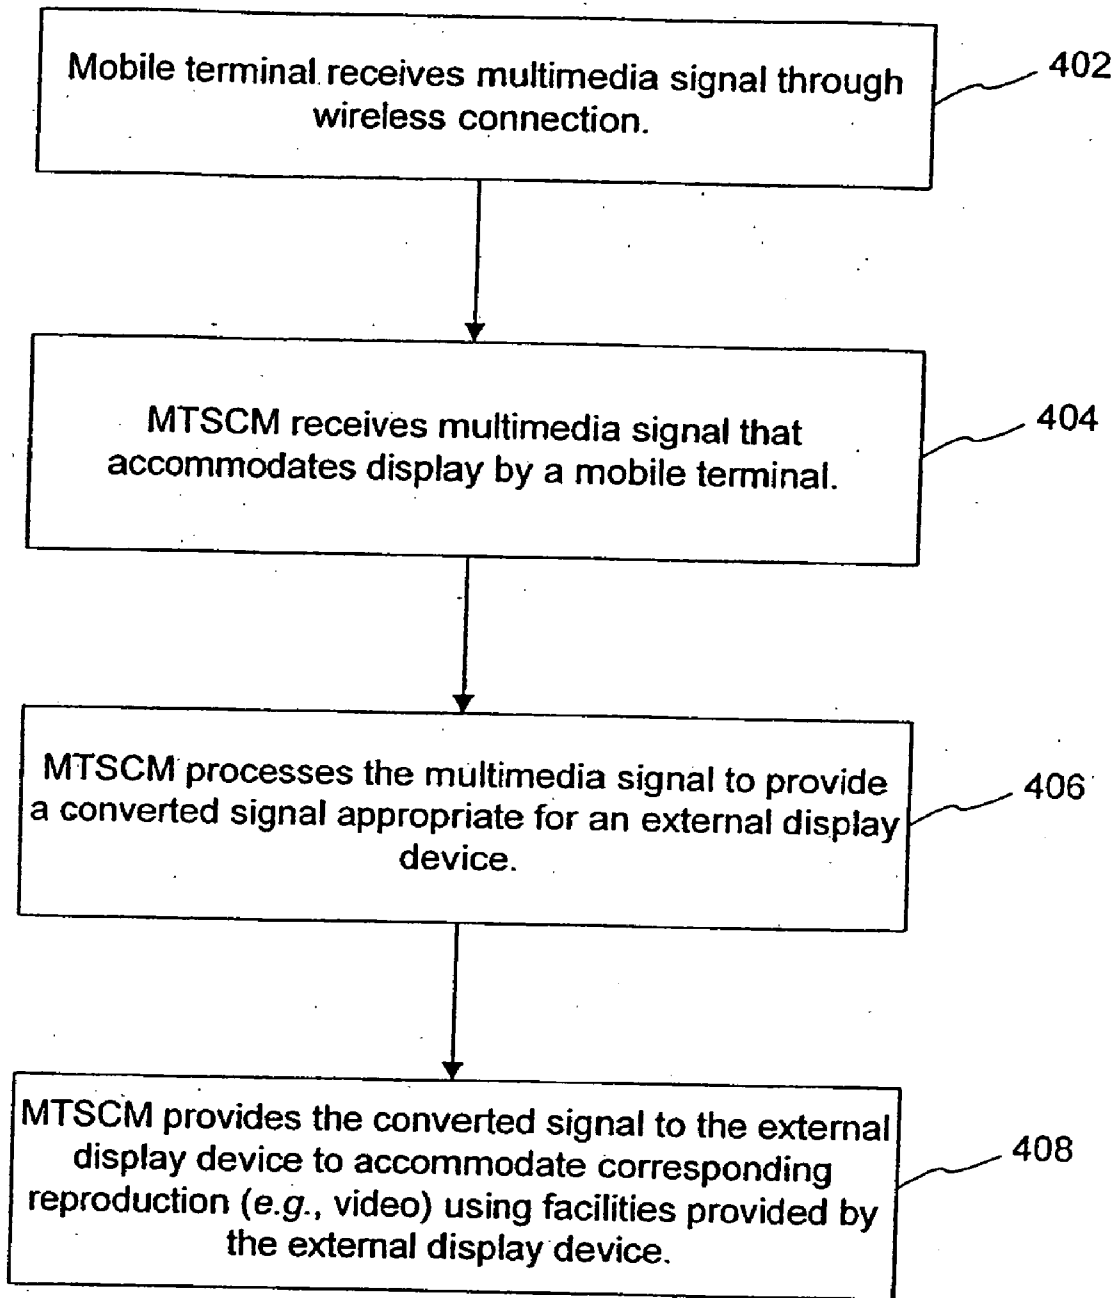 Mobile terminal receives multimedia signal through
wireless connection.
402
MTSCM receives multimedia signal that
accommodates display by a mobile terminal.
404
MTSCM processes the multimedia signal to provide
a converted signal appropriate for an external display
device.
406
MTSCM provides the converted signal to the external
display device to accommodate corresponding
reproduction (e.g., video) using facilities provided by
the external display device.
408